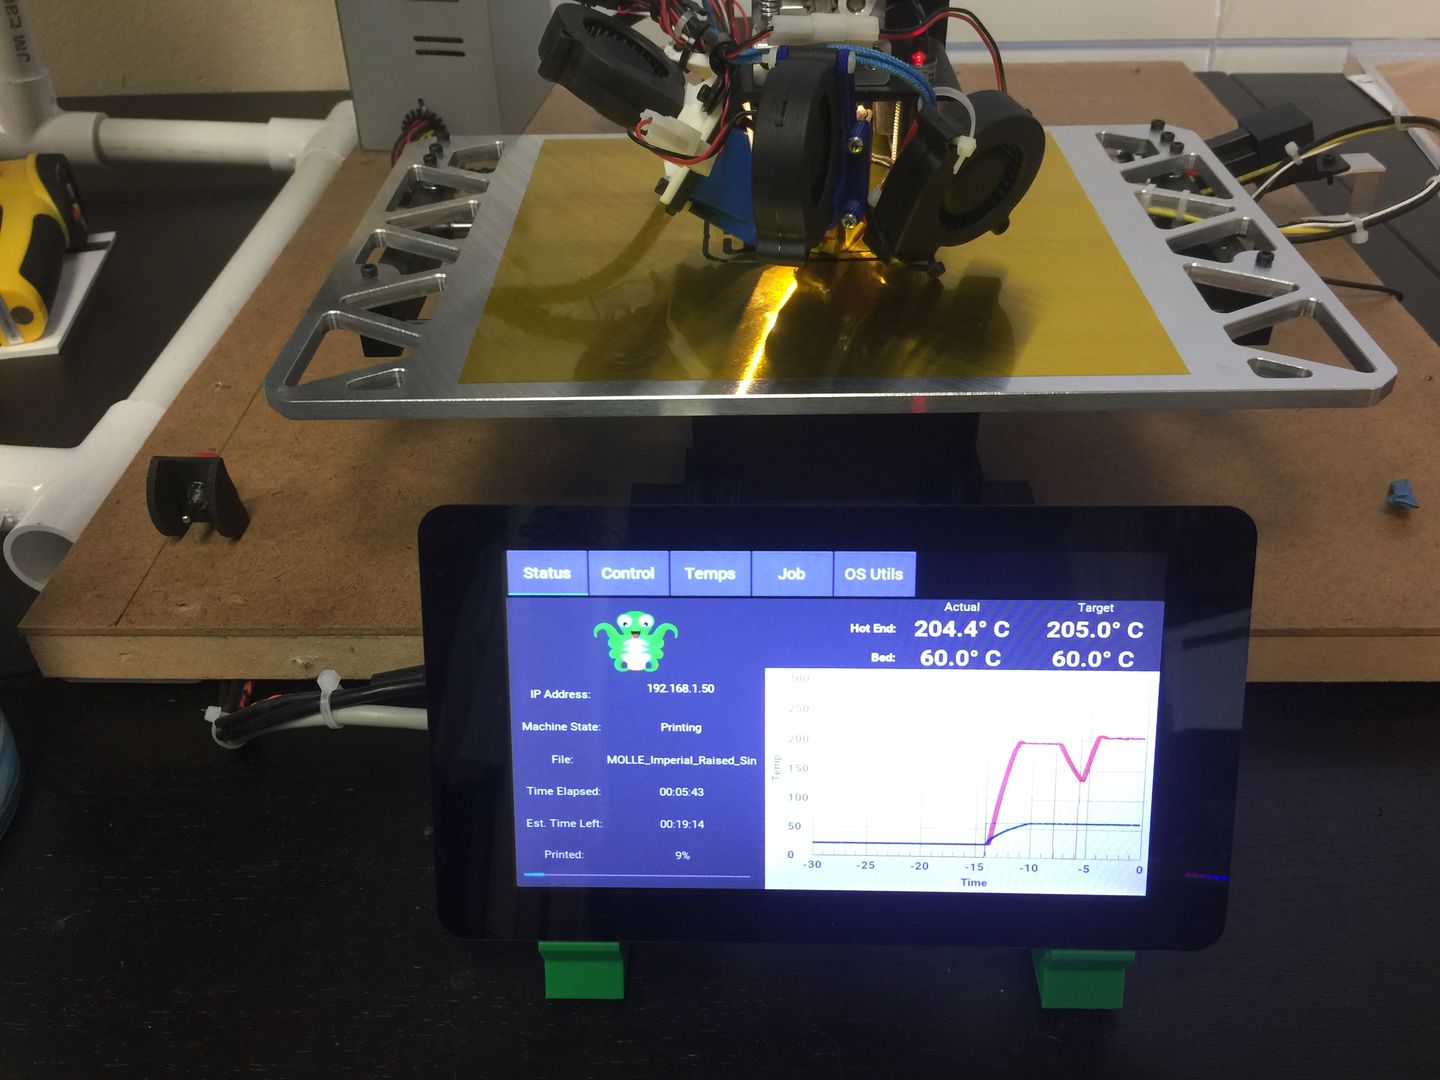 Status Control Temps Job OS Utils
Actual Target
Hot End: 204.4° C 205.0° C
Bed: 60.0° C 60.0° C
IP Address: 192.168.1.50
Machine State: Printing
File: MOLLE_Imperial_Raised_Sin
Time Elapsed: 00:05:43
Est. Time Left: 00:19:14
Printed: 9%
300
250
200
150
100
50
0
Temp
-30 -25 -20 -15 -10 -5 0
Time